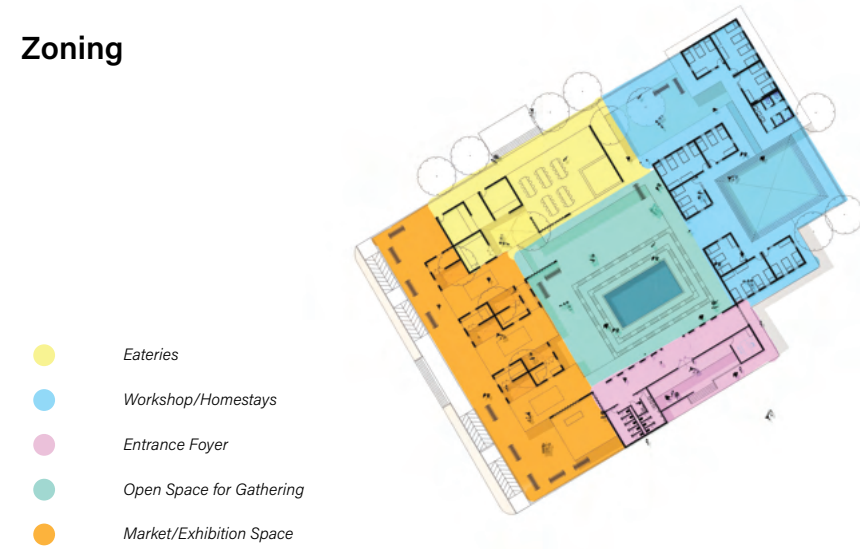 Zoning
Eateries
Workshop/Homestays
Entrance Foyer
Open Space for Gathering
Market/Exhibition Space